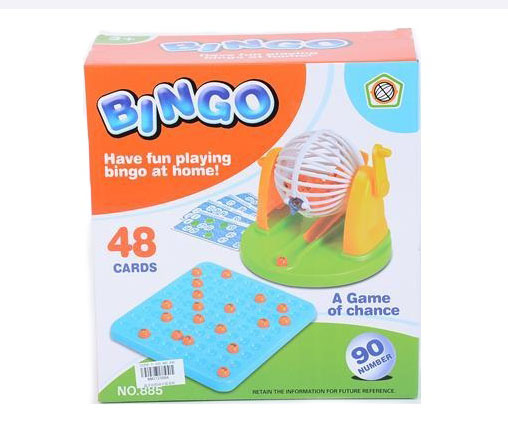 BINGO
BINGO
Have fun playing
bingo at home!
48
CARDS
A Game
of chance
90
NUMBER
NO.885
RETAIN THE INFORMATION FOR FUTURE REFERENCE.